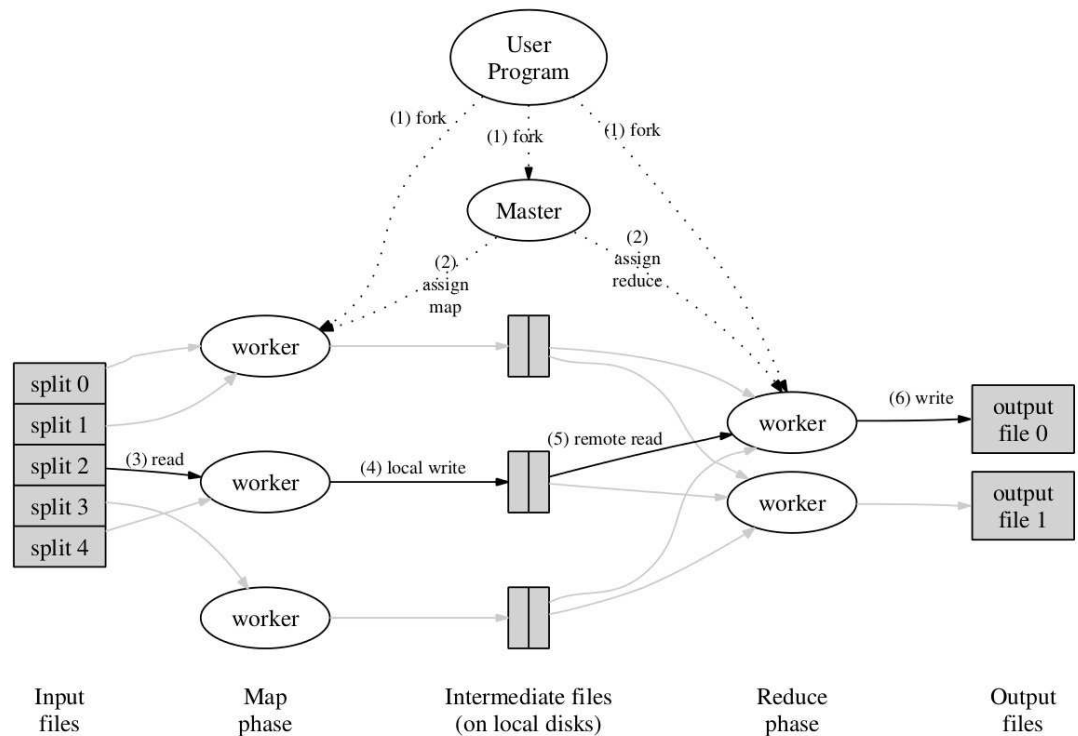 User
Program
(1) fork
(1) fork
(1) fork
Master
(2)
assign
map
(2)
assign
reduce
worker
split 0
split 1
split 2
split 3
split 4
(3) read
worker
(4) local write
worker
(5) remote read
worker
worker
(6) write
output
file 0
output
file 1
Input
files
Map
phase
Intermediate files
(on local disks)
Reduce
phase
Output
files